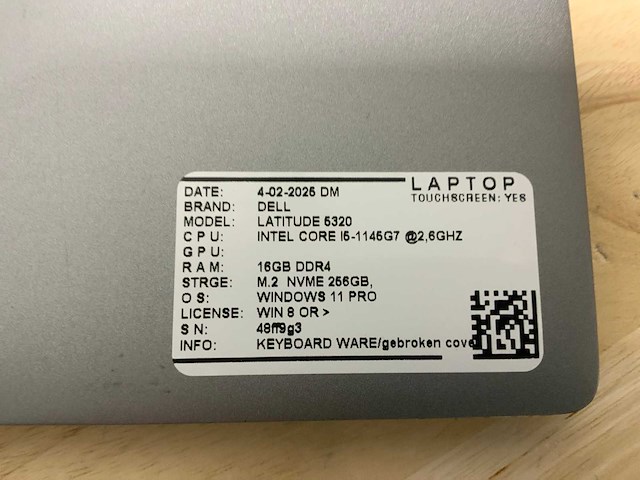 LAPTOP
TOUCHSCREEN: YES
DATE: 4-02-2025 DM
BRAND: DELL
MODEL: LATITUDE 5320
CPU: INTEL CORE I5-1145G7 @2,6GHZ
GPU:
RAM: 16GB DDR4
STRGE: M.2 NVME 256GB,
OS: WINDOWS 11 PRO
LICENSE: WIN 8 OR >
SN: 48ff9g3
INFO: KEYBOARD WARE/gebroken cove